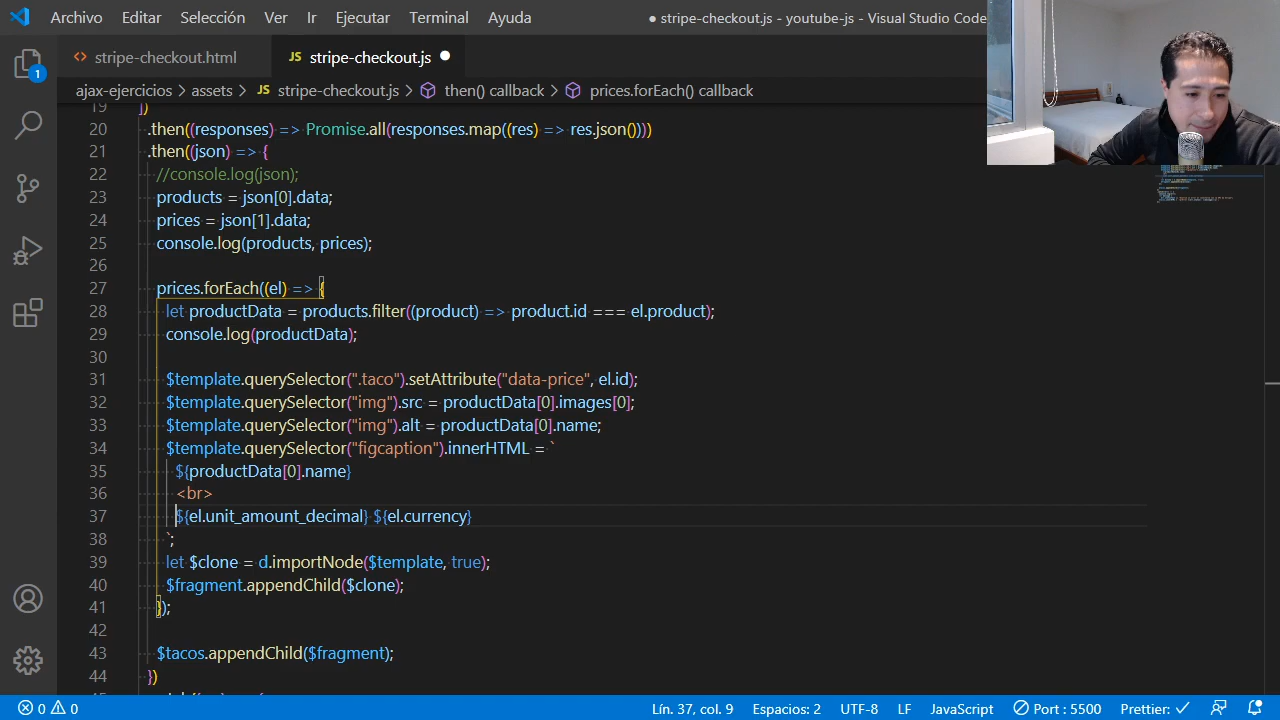 Archivo Editar Selección Ver Ir Ejecutar Terminal Ayuda
● stripe-checkout.js - youtube-js - Visual Studio Code
1
<> stripe-checkout.html
JS stripe-checkout.js ●
ajax-ejercicios > assets > JS stripe-checkout.js > then() callback > prices.forEach() callback
19 ])
20 .then((responses) => Promise.all(responses.map((res) => res.json())))
21 .then((json) => {
22 //console.log(json);
23 products = json[0].data;
24 prices = json[1].data;
25 console.log(products, prices);
26
27 prices.forEach((el) => {
28 let productData = products.filter((product) => product.id === el.product);
29 console.log(productData);
30
31 $template.querySelector(".taco").setAttribute("data-price", el.id);
32 $template.querySelector("img").src = productData[0].images[0];
33 $template.querySelector("img").alt = productData[0].name;
34 $template.querySelector("figcaption").innerHTML = `
35 ${productData[0].name}
36 <br>
37 ${el.unit_amount_decimal} ${el.currency}
38 `;
39 let $clone = d.importNode($template, true);
40 $fragment.appendChild($clone);
41 });
42
43 $tacos.appendChild($fragment);
44 })
0 0
Lín. 37, col. 9 Espacios: 2 UTF-8 LF JavaScript Port : 5500 Prettier: ✓